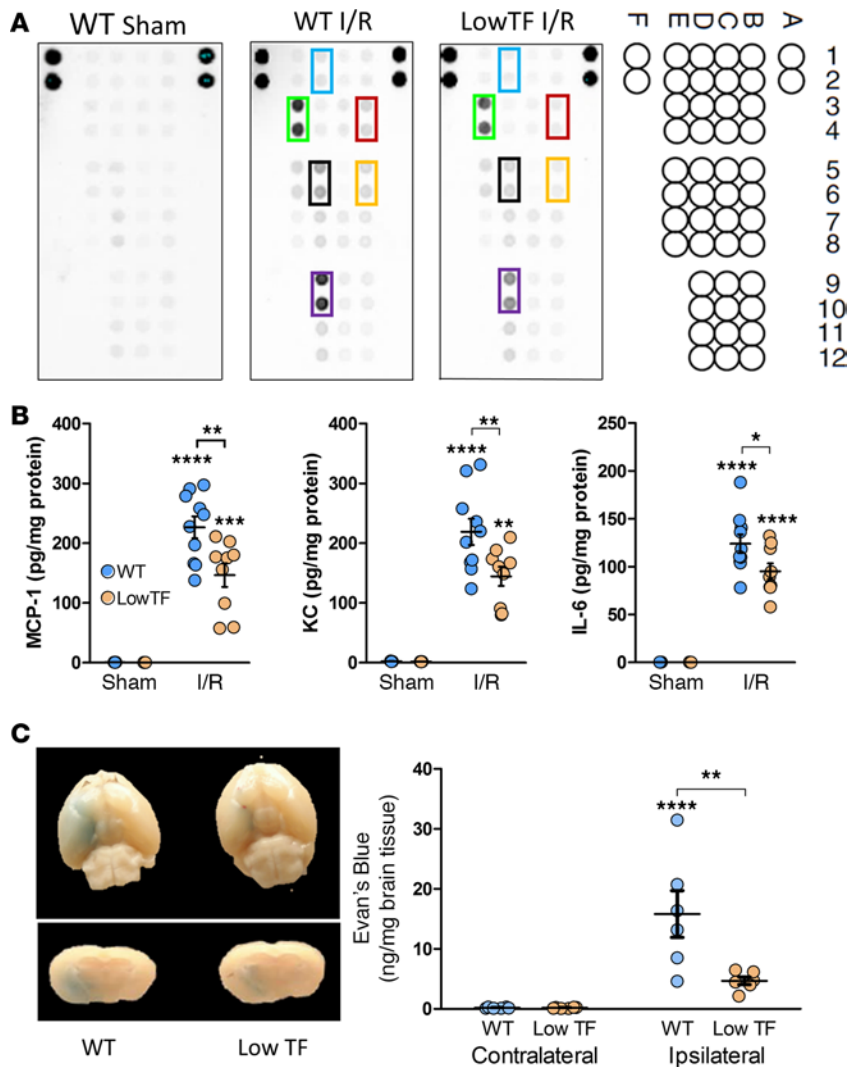 A
WT Sham
WT I/R
LowTF I/R
F E D C B A
1
2
3
4
5
6
7
8
9
10
11
12
B
MCP-1 (pg/mg protein)
400
300
200
100
0
****
**
***
WT
LowTF
Sham
I/R
KC (pg/mg protein)
400
300
200
100
0
****
**
**
Sham
I/R
IL-6 (pg/mg protein)
250
200
150
100
50
0
****
*
****
Sham
I/R
C
WT
Low TF
Evan's Blue
(ng/mg brain tissue)
40
30
20
10
0
****
**
WT
Low TF
WT
Low TF
Contralateral
Ipsilateral